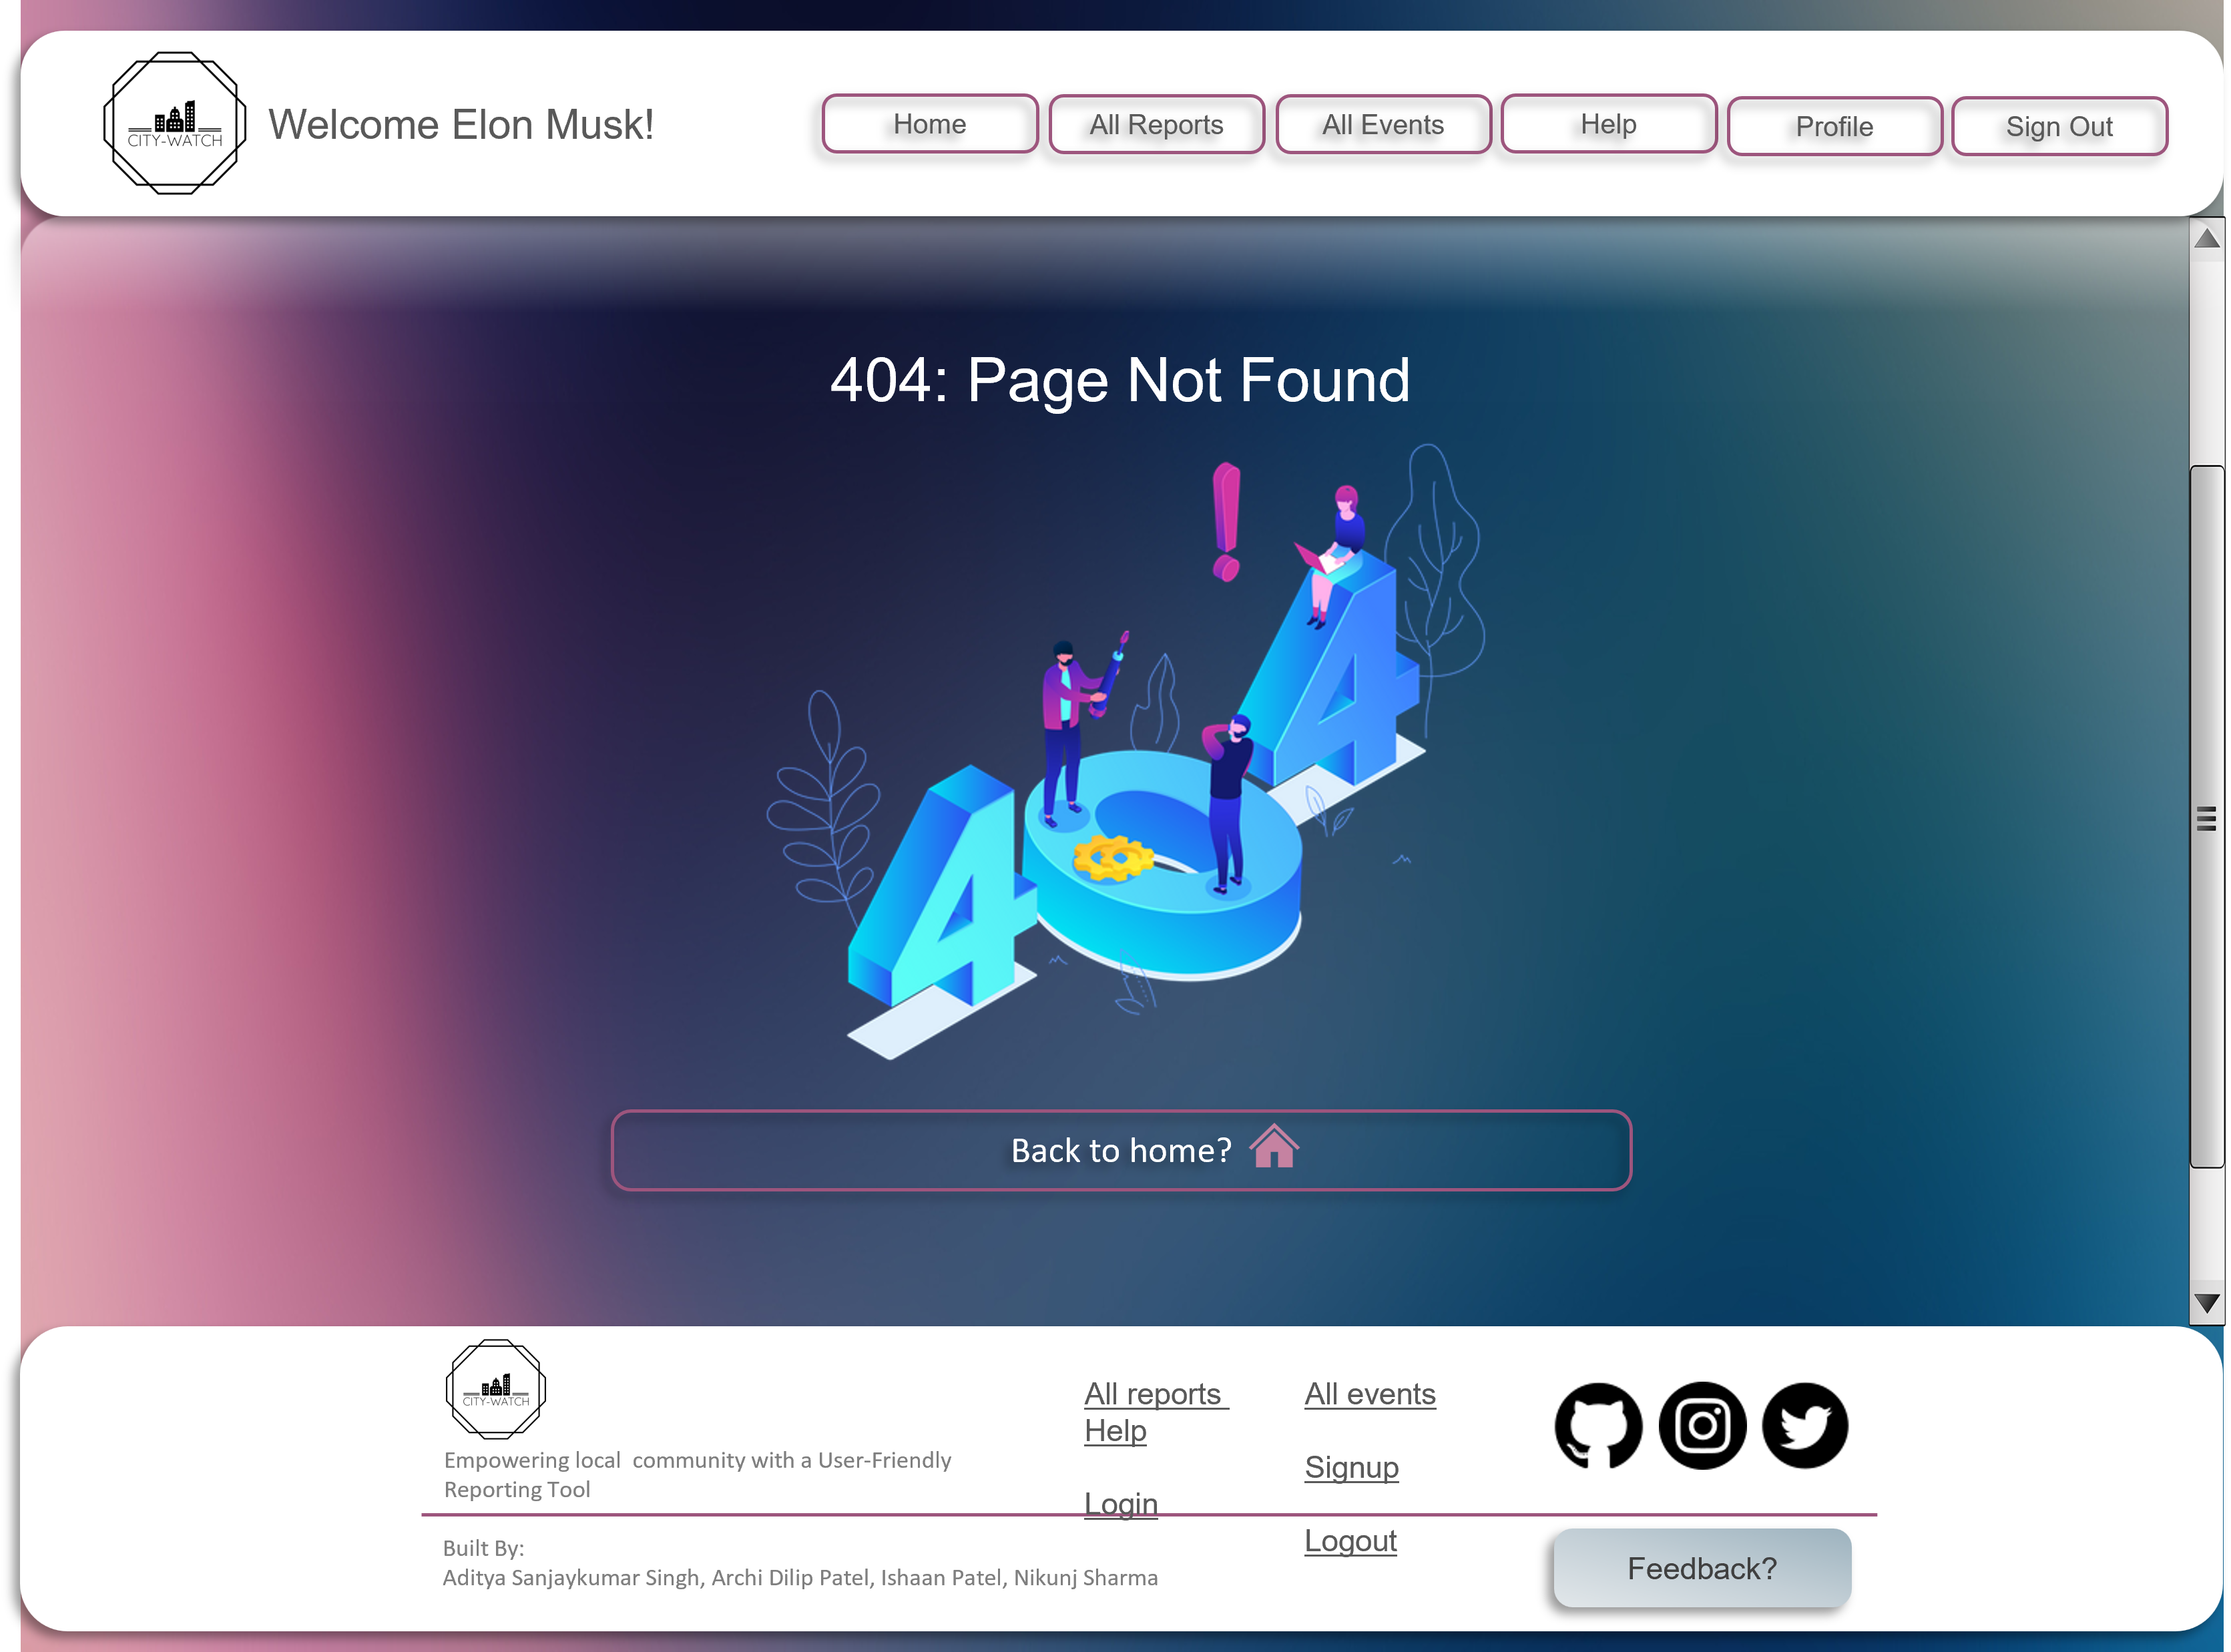 CITY-WATCH
Welcome Elon Musk!
Home
All Reports
All Events
Help
Profile
Sign Out
404: Page Not Found
404
!
Back to home?
CITY-WATCH
Empowering local  community with a User-Friendly
Reporting Tool
All reports
Help
Login
All events
Signup
Logout
Built By:
Aditya Sanjaykumar Singh, Archi Dilip Patel, Ishaan Patel, Nikunj Sharma
Feedback?